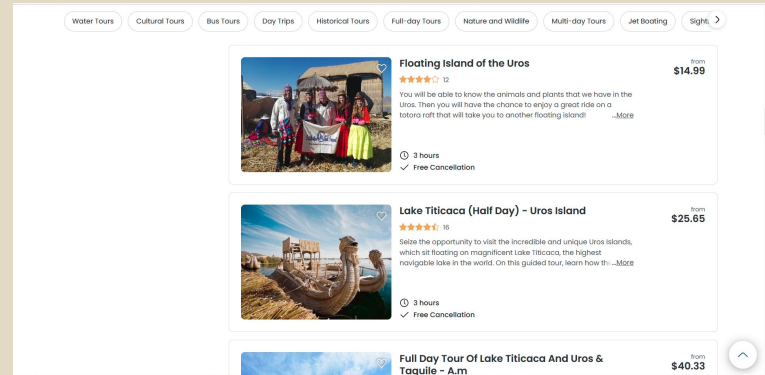 Water Tours
Cultural Tours
Bus Tours
Day Trips
Historical Tours
Full-day Tours
Nature and Wildlife
Multi-day Tours
Jet Boating
Floating Island of the Uros
from
$14.99
12
You will be able to know the animals and plants that we have in the
Uros. Then you will have the chance to enjoy a great ride on a
totora raft that will take you to another floating island! ...More
3 hours
Free Cancellation
Lake Titicaca (Half Day) - Uros Island
from
$25.65
16
Seize the opportunity to visit the incredible and unique Uros Islands,
which sit floating on magnificent Lake Titicaca, the highest
navigable lake in the world. On this guided tour, learn how ...More
3 hours
Free Cancellation
Full Day Tour Of Lake Titicaca And Uros &
Taquile - A.m
from
$40.33